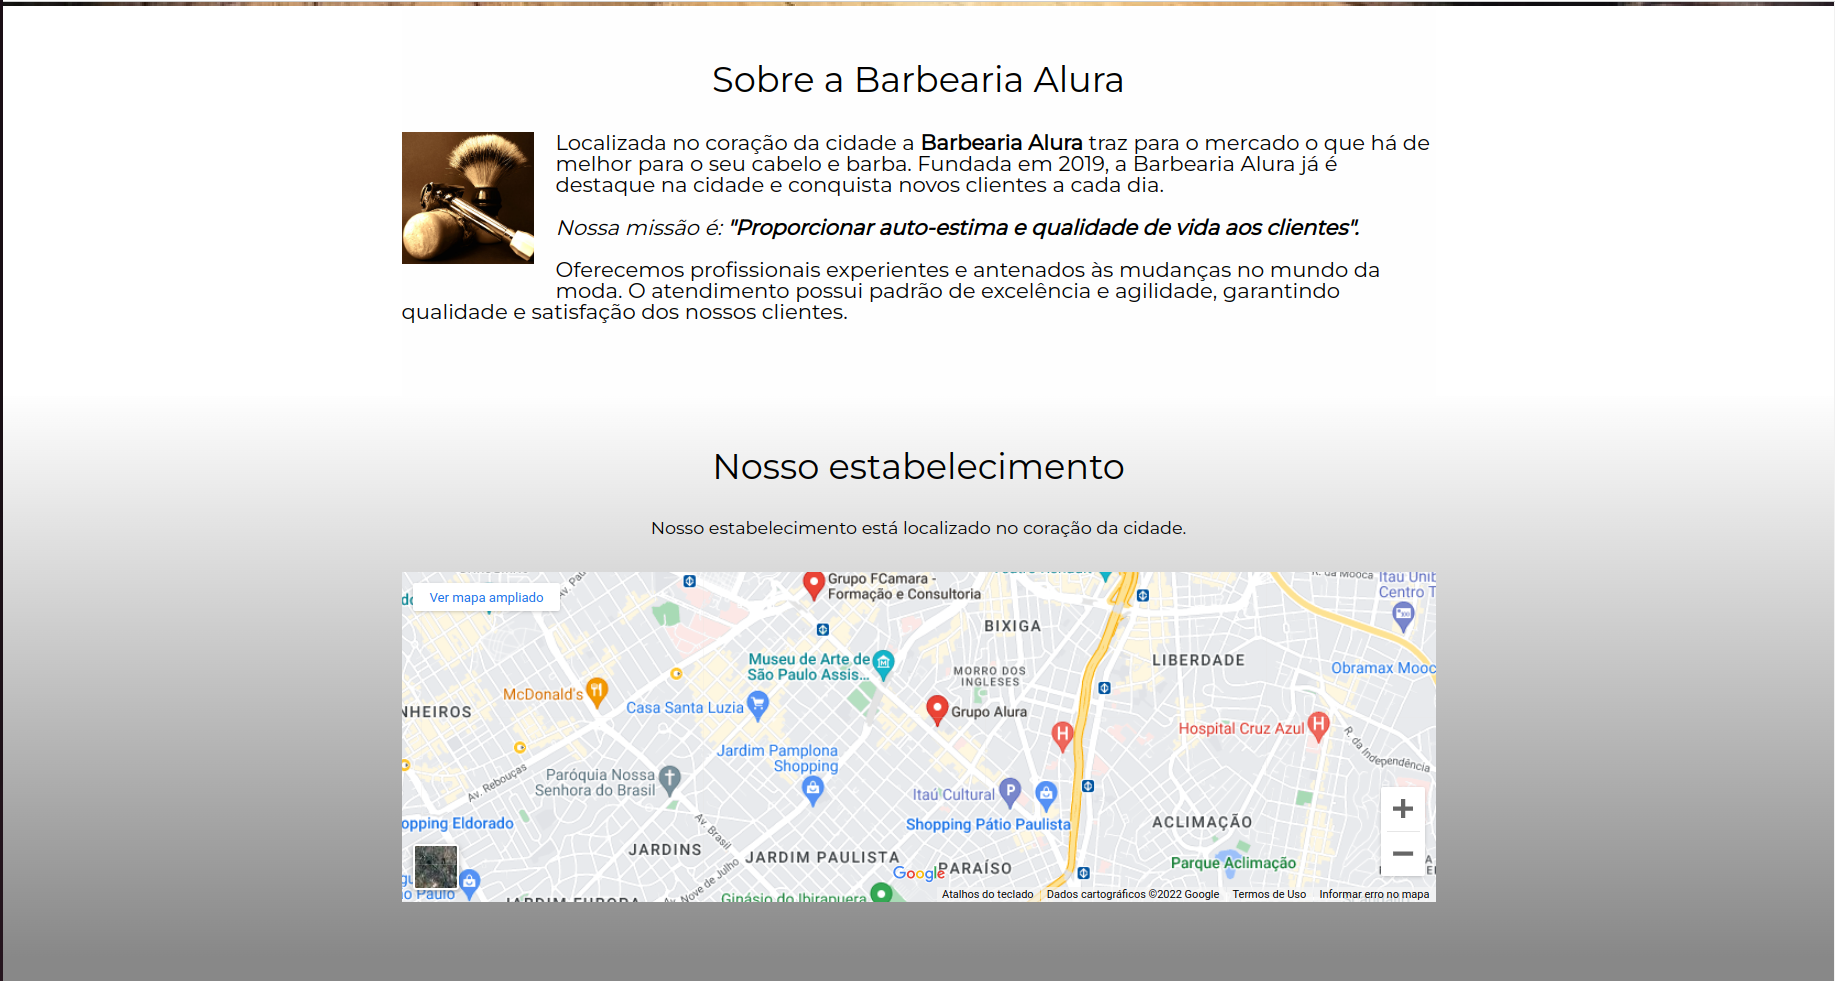 Sobre a Barbearia Alura
Localizada no coração da cidade a Barbearia Alura traz para o mercado o que há de
melhor para o seu cabelo e barba. Fundada em 2019, a Barbearia Alura já é
destaque na cidade e conquista novos clientes a cada dia.
Nossa missão é: "Proporcionar auto-estima e qualidade de vida aos clientes".
Oferecemos profissionais experientes e antenados às mudanças no mundo da
moda. O atendimento possui padrão de excelência e agilidade, garantindo
qualidade e satisfação dos nossos clientes.
Nosso estabelecimento
Nosso estabelecimento está localizado no coração da cidade.
Ver mapa ampliado
Grupo FCamara -
Formação e Consultoria
R. da Mooca
Itaú Unib
Centro T
BIXIGA
Museu de Arte de
São Paulo Assis...
MORRO DOS
INGLESES
LIBERDADE
Obramax Mooc
McDonald's
Casa Santa Luzia
NHEIROS
Grupo Alura
Hospital Cruz Azul
R. da Independência
Jardim Pamplona
Shopping
Paróquia Nossa
Senhora do Brasil
Av. Rebouças
Itaú Cultural
opping Eldorado
Av. Brasil
Shopping Pátio Paulista
ACLIMAÇÃO
JARDINS
JARDIM PAULISTA
PARAÍSO
Parque Aclimação
Google
Av. Nove de Julho
o Paulo
JARDIM EUROPA
Ginásio do Ibirapuera
Atalhos do teclado
Dados cartográficos ©2022 Google
Termos de Uso
Informar erro no mapa